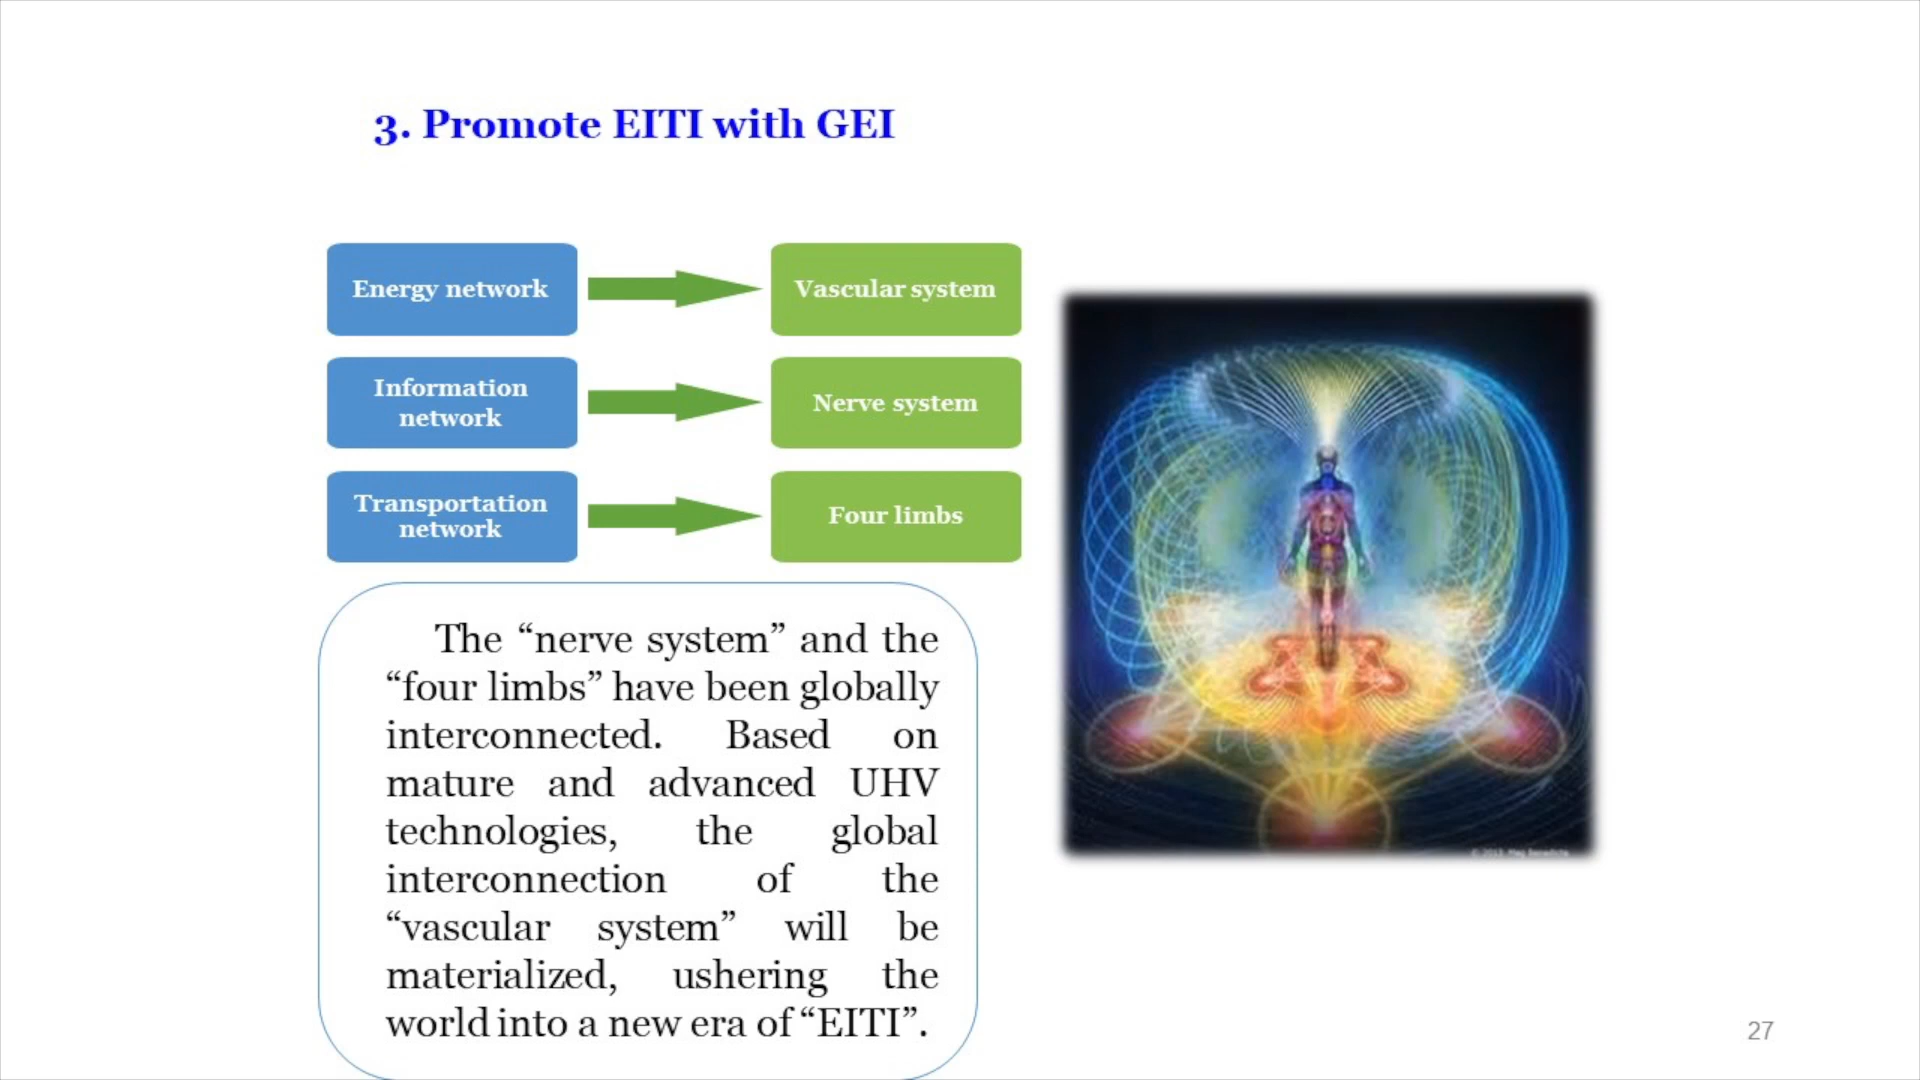 3. Promote EITI with GEI
Energy network
Vascular system
Information
network
Nerve system
Transportation
network
Four limbs
The “nerve system” and the
“four limbs” have been globally
interconnected. Based on
mature and advanced UHV
technologies, the global
interconnection of the
“vascular system” will be
materialized, ushering the
world into a new era of “EITI”.
27